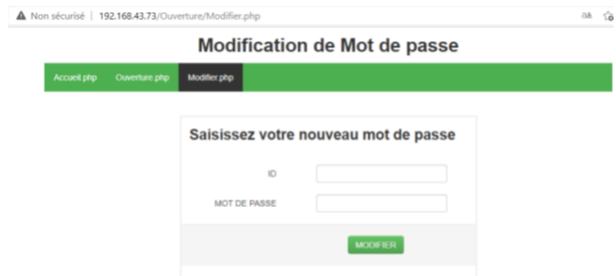 Non sécurisé | 192.168.43.73/Ouverture/Modifier.php
Modification de Mot de passe
Accueil.php Ouverture.php Modifier.php
Saisissez votre nouveau mot de passe
ID
MOT DE PASSE
MODIFIER